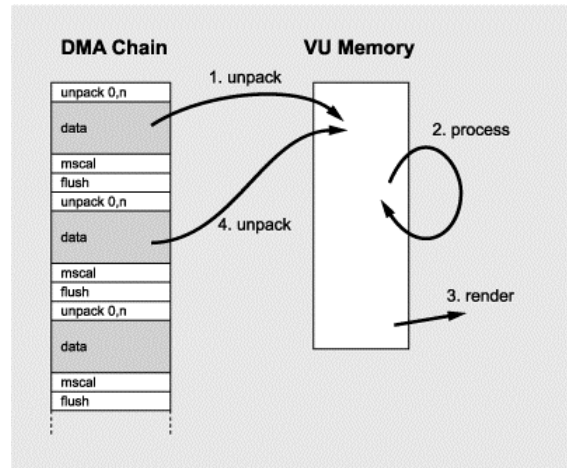 DMA Chain
VU Memory
unpack 0,n
data
mscal
flush
unpack 0,n
data
mscal
flush
unpack 0,n
data
mscal
flush
1. unpack
2. process
4. unpack
3. render